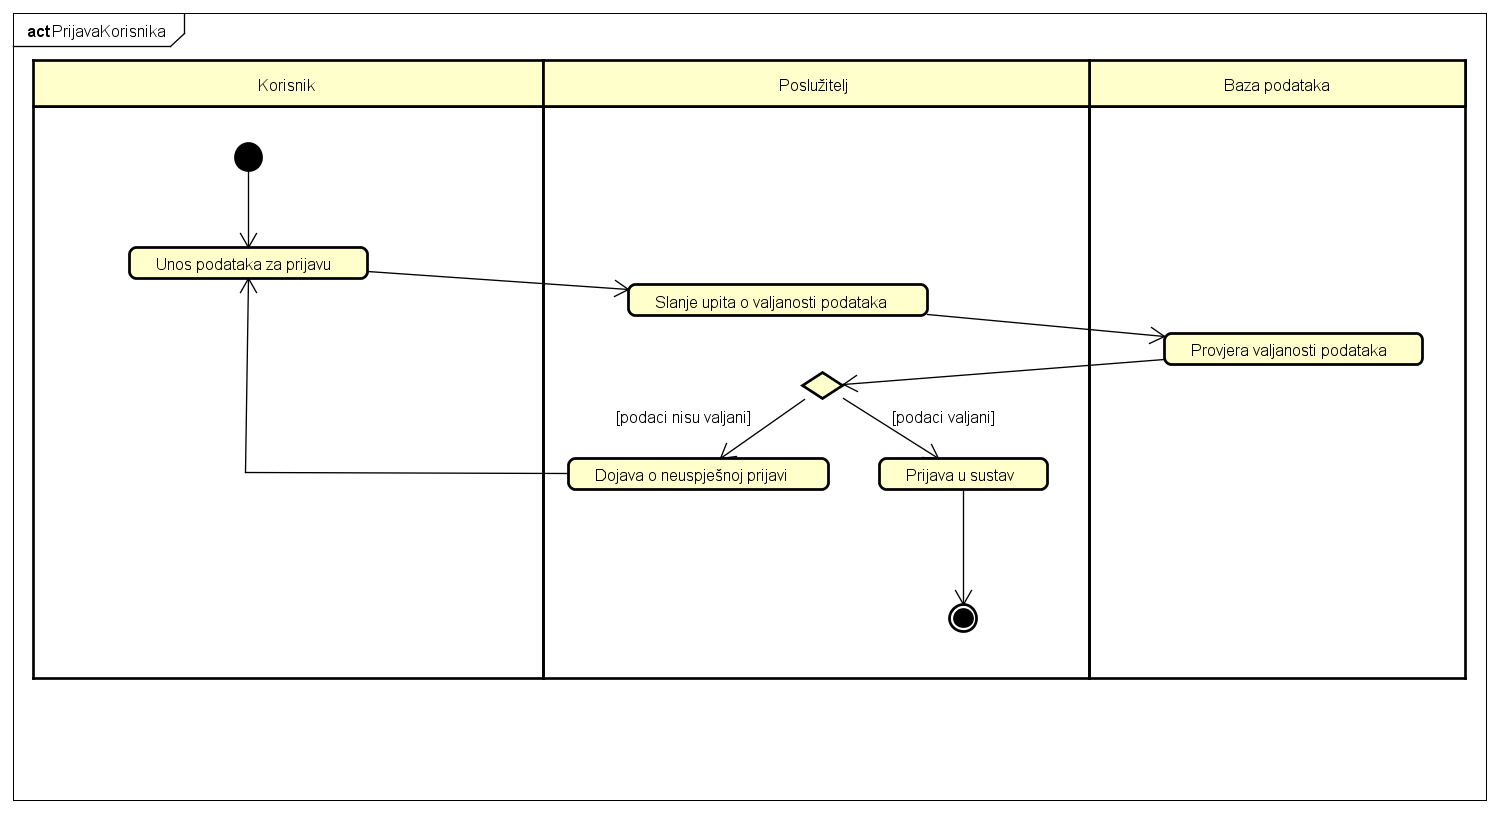 act PrijavaKorisnika
Korisnik
Poslužitelj
Baza podataka
Unos podataka za prijavu
Slanje upita o valjanosti podataka
Provjera valjanosti podataka
[podaci nisu valjani]
[podaci valjani]
Dojava o neuspješnoj prijavi
Prijava u sustav